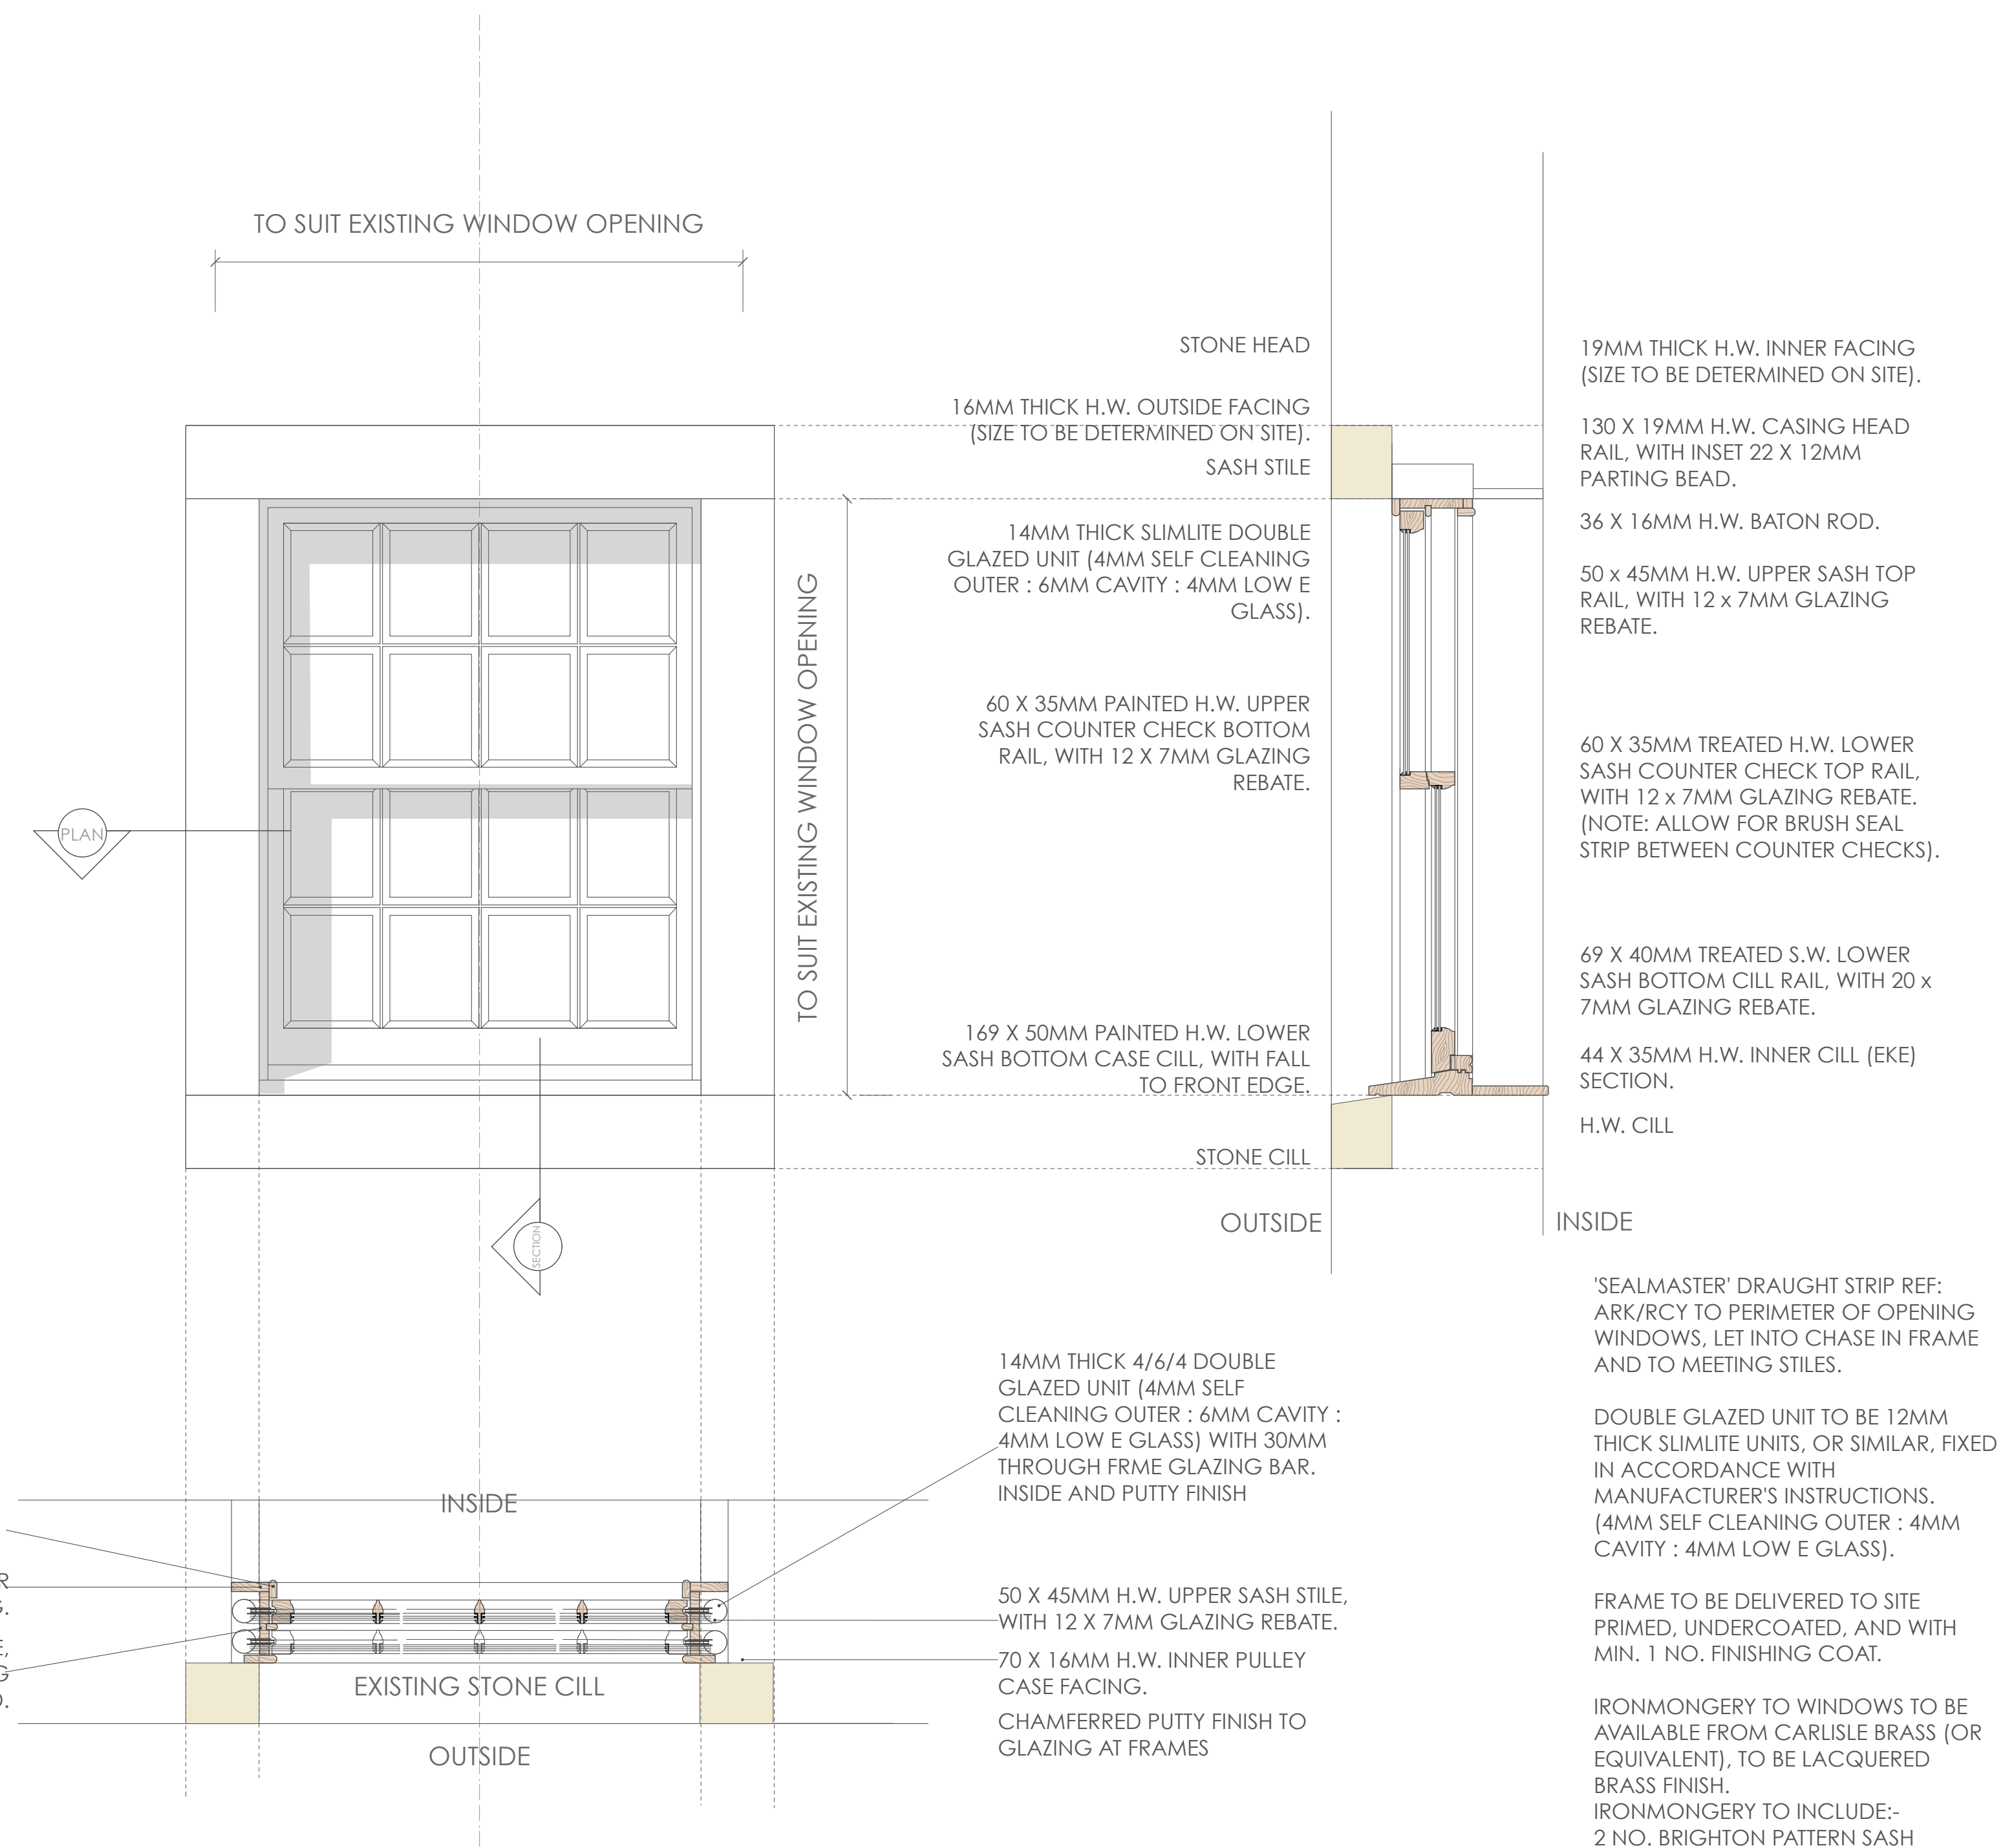 TO SUIT EXISTING WINDOW OPENING
TO SUIT EXISTING WINDOW OPENING
PLAN
SECTION
STONE HEAD
16MM THICK H.W. OUTSIDE FACING
(SIZE TO BE DETERMINED ON SITE).
SASH STILE
14MM THICK SLIMLITE DOUBLE
GLAZED UNIT (4MM SELF CLEANING
OUTER : 6MM CAVITY : 4MM LOW E
GLASS).
60 X 35MM PAINTED H.W. UPPER
SASH COUNTER CHECK BOTTOM
RAIL, WITH 12 X 7MM GLAZING
REBATE.
169 X 50MM PAINTED H.W. LOWER
SASH BOTTOM CASE CILL, WITH FALL
TO FRONT EDGE.
STONE CILL
OUTSIDE
INSIDE
19MM THICK H.W. INNER FACING
(SIZE TO BE DETERMINED ON SITE).
130 X 19MM H.W. CASING HEAD
RAIL, WITH INSET 22 X 12MM
PARTING BEAD.
36 X 16MM H.W. BATON ROD.
50 x 45MM H.W. UPPER SASH TOP
RAIL, WITH 12 x 7MM GLAZING
REBATE.
60 X 35MM TREATED H.W. LOWER
SASH COUNTER CHECK TOP RAIL,
WITH 12 x 7MM GLAZING REBATE.
(NOTE: ALLOW FOR BRUSH SEAL
STRIP BETWEEN COUNTER CHECKS).
69 X 40MM TREATED S.W. LOWER
SASH BOTTOM CILL RAIL, WITH 20 x
7MM GLAZING REBATE.
44 X 35MM H.W. INNER CILL (EKE)
SECTION.
H.W. CILL
INSIDE
EXISTING STONE CILL
OUTSIDE
14MM THICK 4/6/4 DOUBLE
GLAZED UNIT (4MM SELF
CLEANING OUTER : 6MM CAVITY :
4MM LOW E GLASS) WITH 30MM
THROUGH FRME GLAZING BAR.
INSIDE AND PUTTY FINISH
50 X 45MM H.W. UPPER SASH STILE,
WITH 12 X 7MM GLAZING REBATE.
70 X 16MM H.W. INNER PULLEY
CASE FACING.
CHAMFERRED PUTTY FINISH TO
GLAZING AT FRAMES
'SEALMASTER' DRAUGHT STRIP REF:
ARK/RCY TO PERIMETER OF OPENING
WINDOWS, LET INTO CHASE IN FRAME
AND TO MEETING STILES.
DOUBLE GLAZED UNIT TO BE 12MM
THICK SLIMLITE UNITS, OR SIMILAR, FIXED
IN ACCORDANCE WITH
MANUFACTURER'S INSTRUCTIONS.
(4MM SELF CLEANING OUTER : 4MM
CAVITY : 4MM LOW E GLASS).
FRAME TO BE DELIVERED TO SITE
PRIMED, UNDERCOATED, AND WITH
MIN. 1 NO. FINISHING COAT.
IRONMONGERY TO WINDOWS TO BE
AVAILABLE FROM CARLISLE BRASS (OR
EQUIVALENT), TO BE LACQUERED
BRASS FINISH.
IRONMONGERY TO INCLUDE:-
2 NO. BRIGHTON PATTERN SASH